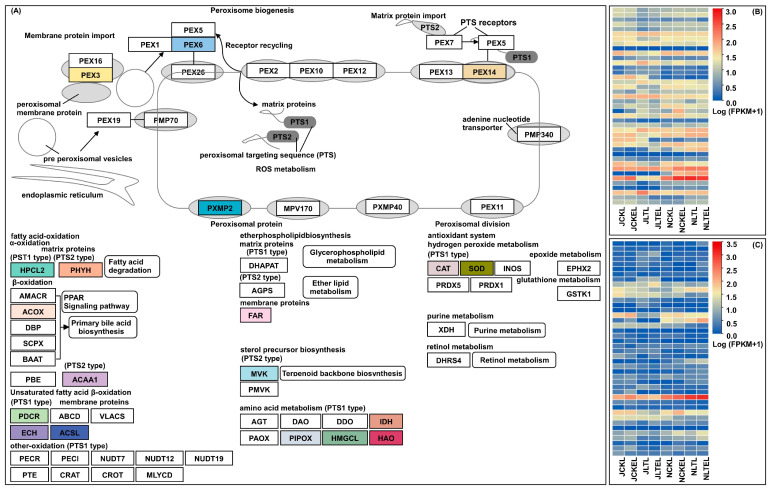 (A)
Peroxisome biogenesis
PEX5
PEX1
PEX6
PEX26
Receptor recycling
Membrane protein import
PEX16
PEX3
peroxisomal
membrane protein
PEX19
PMP70
pre peroxisomal vesicles
endoplasmic reticulum
PEX2
PEX10
PEX12
matrix proteins
PTS1
PTS2
peroxisomal targeting sequence (PTS)
ROS metabolism
Matrix protein import
PTS2
PTS receptors
PEX7
PEX5
PTS1
PEX13
PEX14
adenine nucleotide
transporter
PMP340
PXMP2
MPV170
PXMP40
PEX11
Peroxisomal protein
Peroxisomal division
fatty acid-oxidation
α-oxidation
matrix proteins
(PST1 type) (PTS2 type)
HPCL2
PHYH
Fatty acid
degradation
β-oxidation
AMACR
ACOX
DBP
SCPX
BAAT
PPAR
Signaling pathway
Primary bile acid
biosynthesis
(PTS2 type)
PBE
ACAA1
Unsaturated fatty acid β-oxidation
(PTS1 type) membrane proteins
PDCR
ABCD
VLACS
ECH
ACSL
other-oxidation (PTS1 type)
PECR
PECI
NUDT7
NUDT12
NUDT19
PTE
CRAT
CROT
MLYCD
etherphospholipidbiosynthesis
matrix proteins
(PTS1 type)
DHAPAT
Glycerophospholipid
metabolism
(PTS2 type)
AGPS
Ether lipid
metabolism
membrane proteins
FAR
sterol precursor biosynthesis
(PTS2 type)
MVK
Teroenoid backbone biosvnthesis
PMVK
amino acid metabolism (PTS1 type)
AGT
DAO
DDO
IDH
PAOX
PIPOX
HMGCL
HAO
antioxidant system
hydrogen peroxide metabolism
(PTS1 type)
CAT
SOD
INOS
PRDX5
PRDX1
epoxide metabolism
EPHX2
glutathione metabolism
GSTK1
purine metabolism
XDH
Purine metabolism
retinol metabolism
DHRS4
Retinol metabolism
(B)
3.0
2.5
2.0
1.5
1.0
0.5
0.0
Log (FPKM+1)
JCKL
JCKEL
JLTL
JLTEL
NCKL
NCKEL
NLTL
NLTEL
(C)
3.5
3.0
2.5
2.0
1.5
1.0
0.5
0.0
Log (FPKM+1)
JCKL
JCKEL
JLTL
JLTEL
NCKL
NCKEL
NLTL
NLTEL